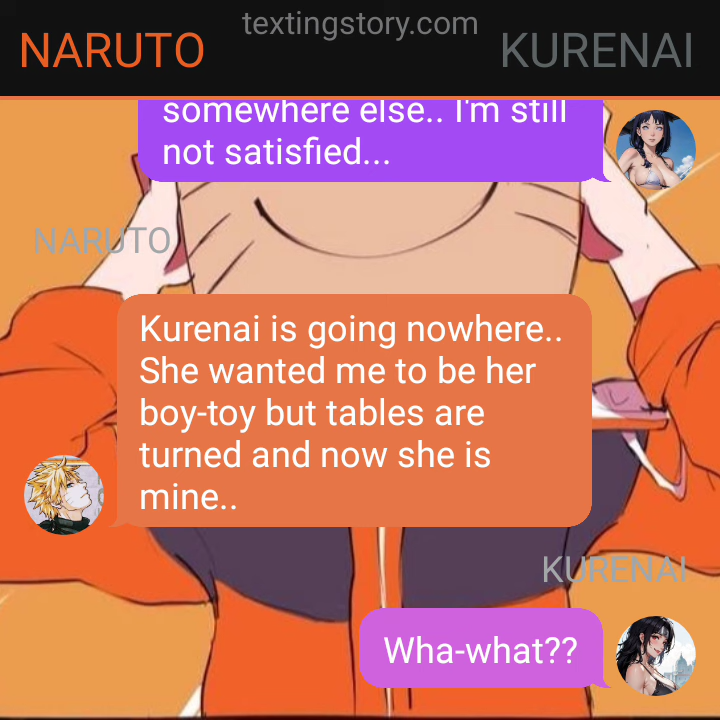 textingstory.com
NARUTO KURENAI
somewhere else.. I'm still
not satisfied...
NARUTO
Kurenai is going nowhere..
She wanted me to be her
boy-toy but tables are
turned and now she is
mine..
KURENAI
Wha-what??